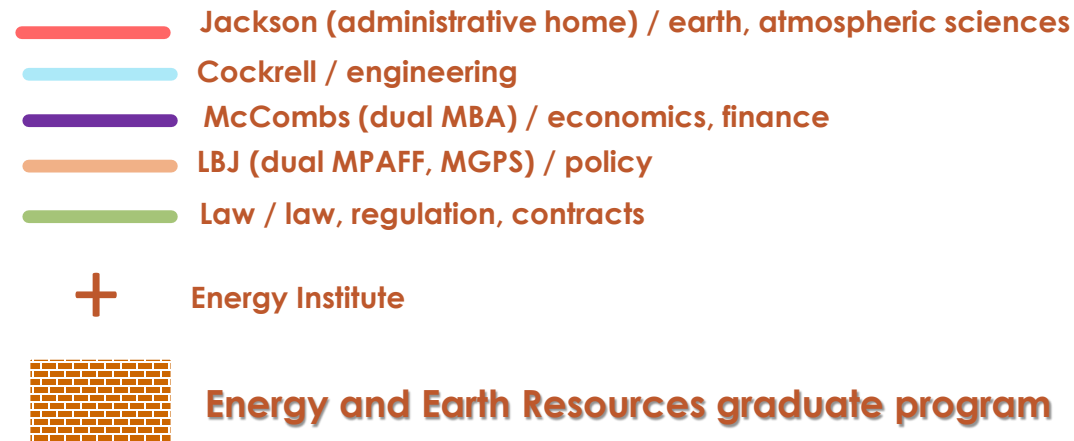 Jackson (administrative home) / earth, atmospheric sciences
Cockrell / engineering
McCombs (dual MBA) / economics, finance
LBJ (dual MPAFF, MGPS) / policy
Law / law, regulation, contracts
+ Energy Institute
Energy and Earth Resources graduate program